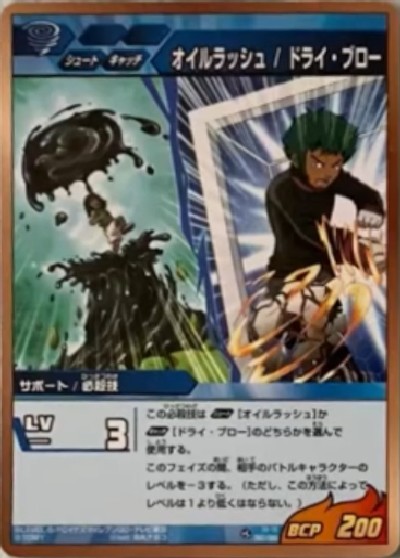 シュート キャッチ
オイルラッシュ / ドライ・ブロー
サポート / 必殺技
ひっさつわざ
LV 3
この必殺技は [オイルラッシュ]か
[ドライ・ブロー]のどちらかを選んで
使用する。
このフェイズの間、相手のバトルキャラクターの
レベルを－3する。（ただし、この方法によって
レベルは1より低くはならない。）
BCP 200